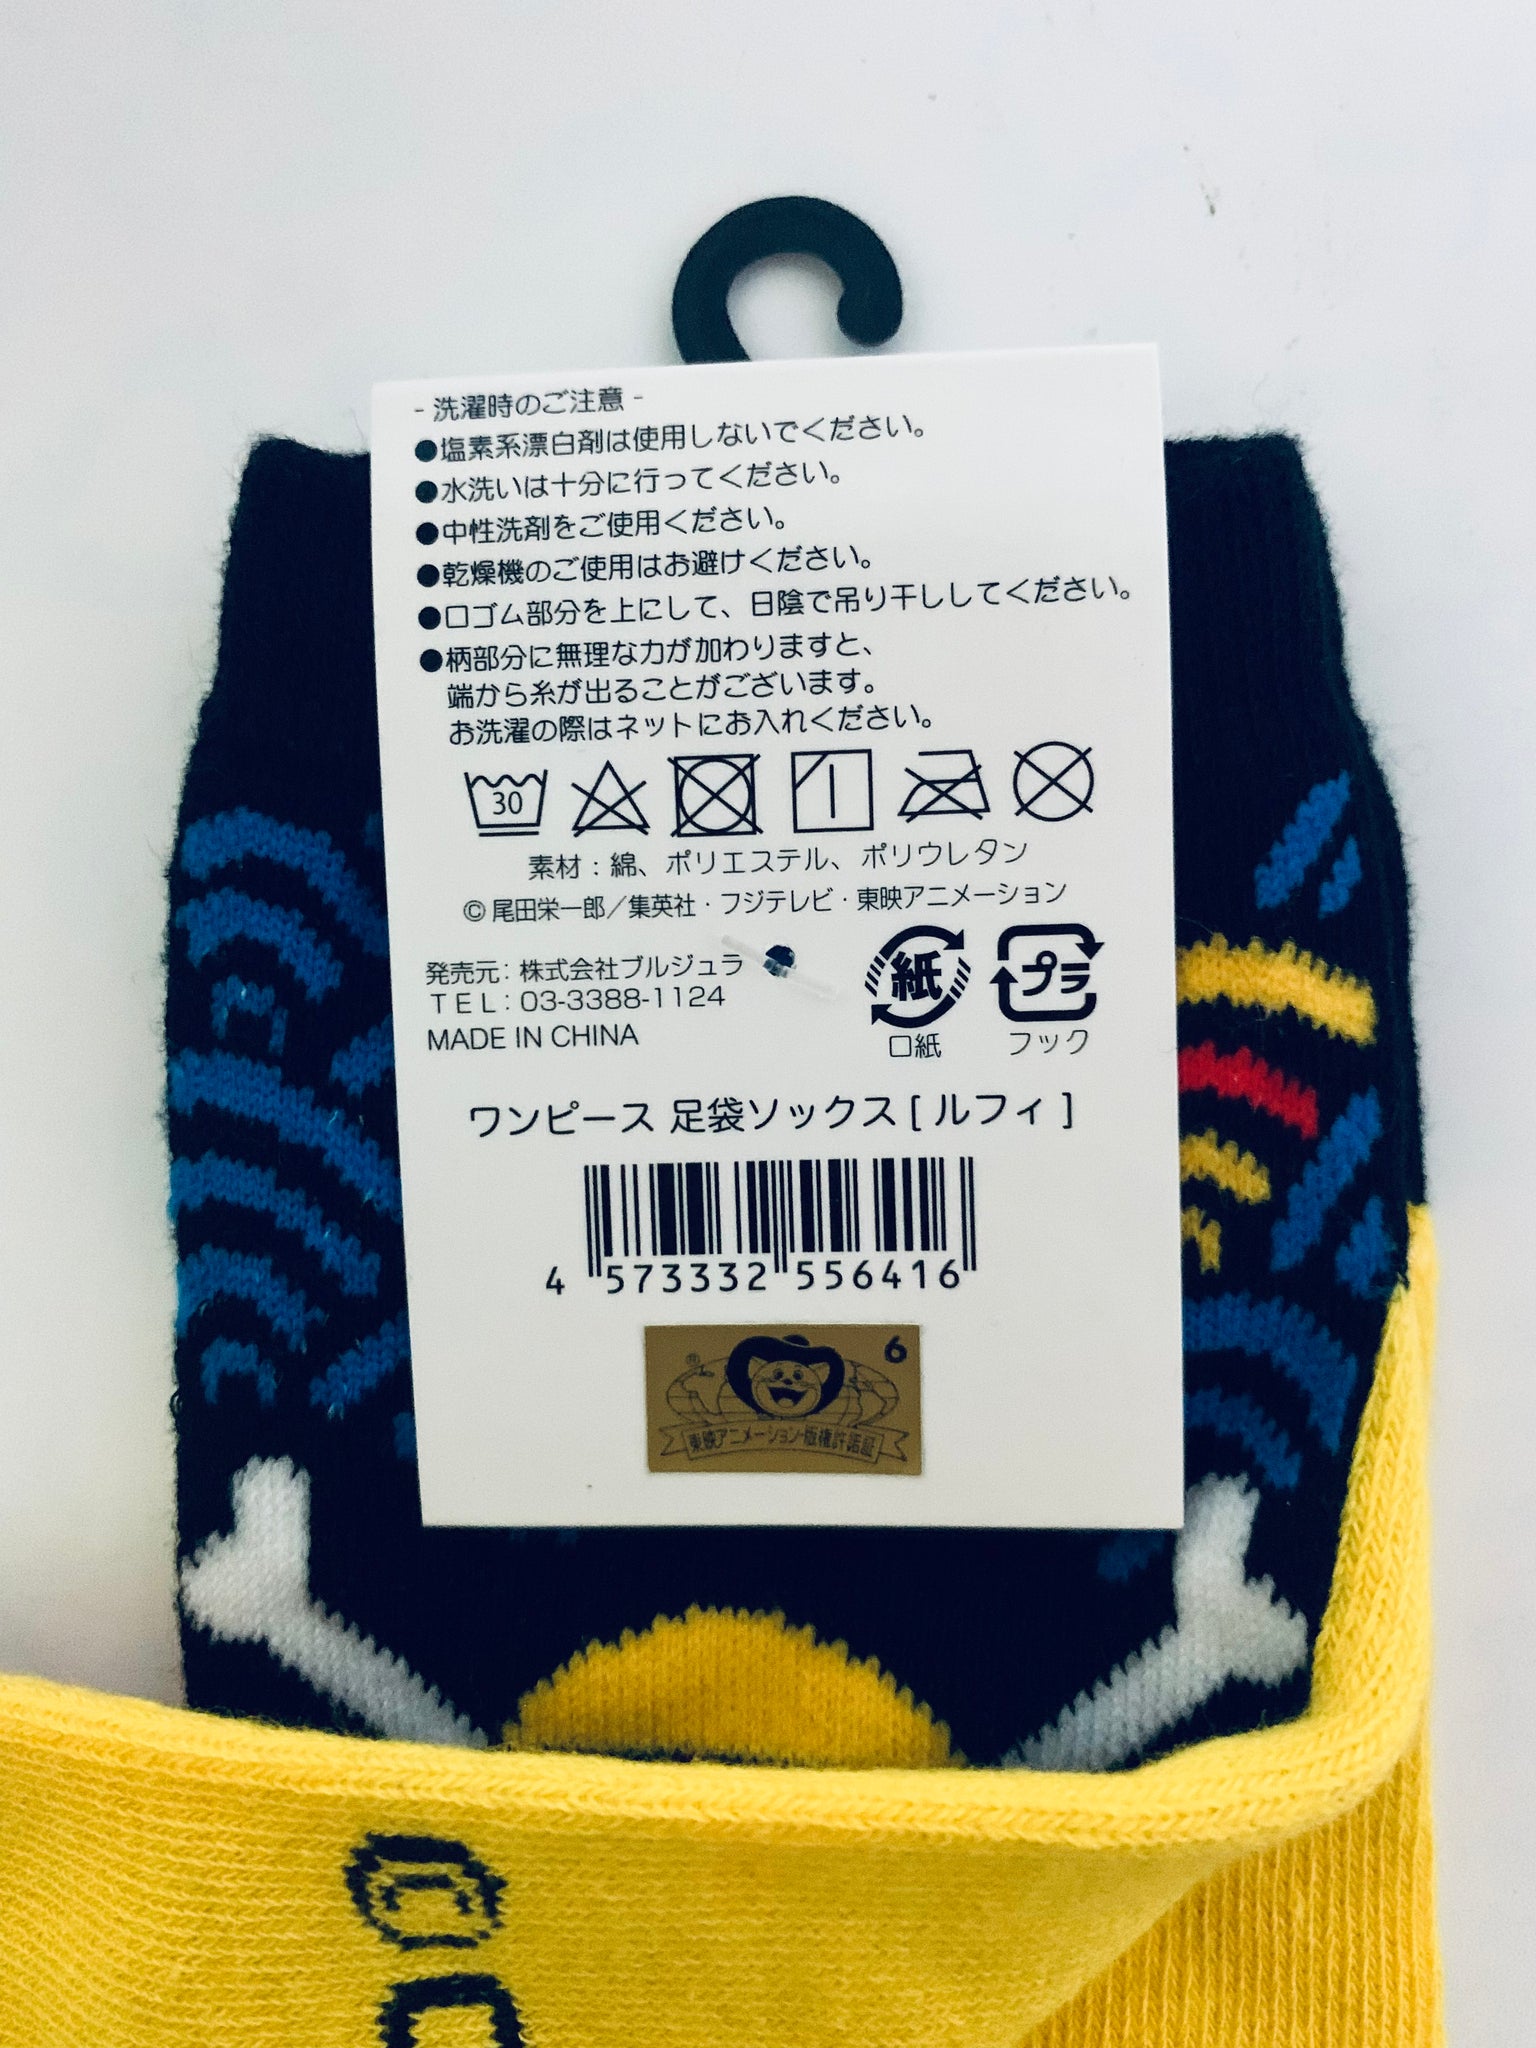 - 洗濯時のご注意 -
●塩素系漂白剤は使用しないでください。
●水洗いは十分に行ってください。
●中性洗剤をご使用ください。
●乾燥機のご使用はお避けください。
●口ゴム部分を上にして、日陰で吊り干ししてください。
●柄部分に無理な力が加わりますと、
端から糸が出ることがございます。
お洗濯の際はネットにお入れください。
30
素材：綿、ポリエステル、ポリウレタン
© 尾田栄一郎／集英社・フジテレビ・東映アニメーション
発売元：株式会社ブルジュラ
TEL：03-3388-1124
MADE IN CHINA
紙
口紙
プラ
フック
ワンピース 足袋ソックス[ ルフィ ]
4 573332 556416
6
®
東映アニメーション・版権許諾証